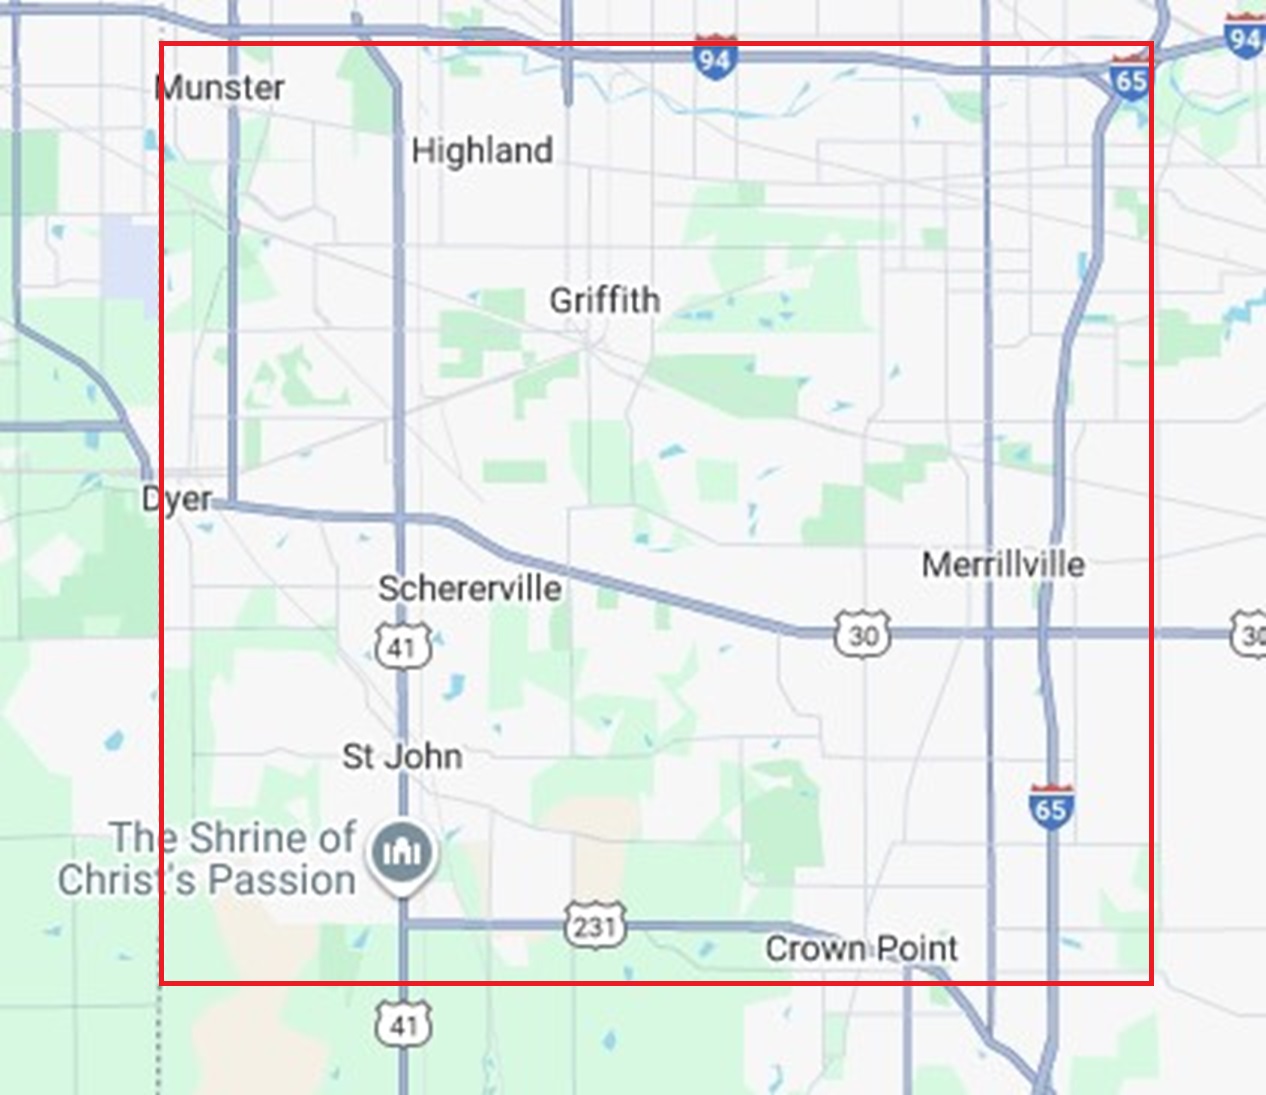 94
94
65
Munster
Highland
Griffith
Dyer
Merrillville
Schererville
41
30
30
St John
65
The Shrine of
Christ's Passion
231
Crown Point
41